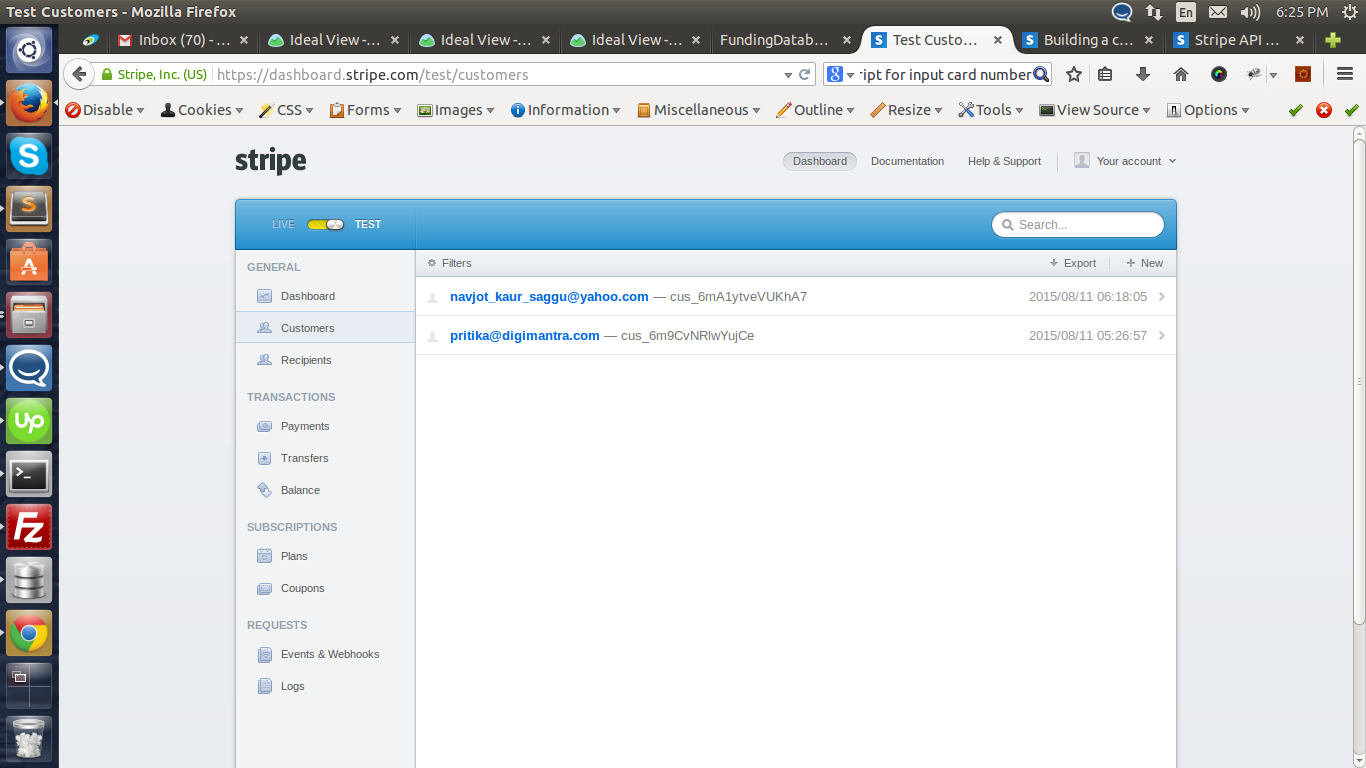 Test Customers - Mozilla Firefox
En
6:25 PM
Inbox (70) - ...
Ideal View -...
Ideal View -...
Ideal View -...
FundingDatab...
S Test Custo...
S Building a c...
S Stripe API ...
Stripe, Inc. (US)
https://dashboard.stripe.com/test/customers
ipt for input card number
Disable
Cookies
CSS
Forms
Images
Information
Miscellaneous
Outline
Resize
Tools
View Source
Options
stripe
Dashboard
Documentation
Help & Support
Your account
LIVE
TEST
Search...
GENERAL
Dashboard
Customers
Recipients
TRANSACTIONS
Payments
Transfers
Balance
SUBSCRIPTIONS
Plans
Coupons
REQUESTS
Events & Webhooks
Logs
Filters
Export
New
navjot_kaur_saggu@yahoo.com — cus_6mA1ytveVUKhA7 2015/08/11 06:18:05
pritika@digimantra.com — cus_6m9CvNRlwYujCe 2015/08/11 05:26:57